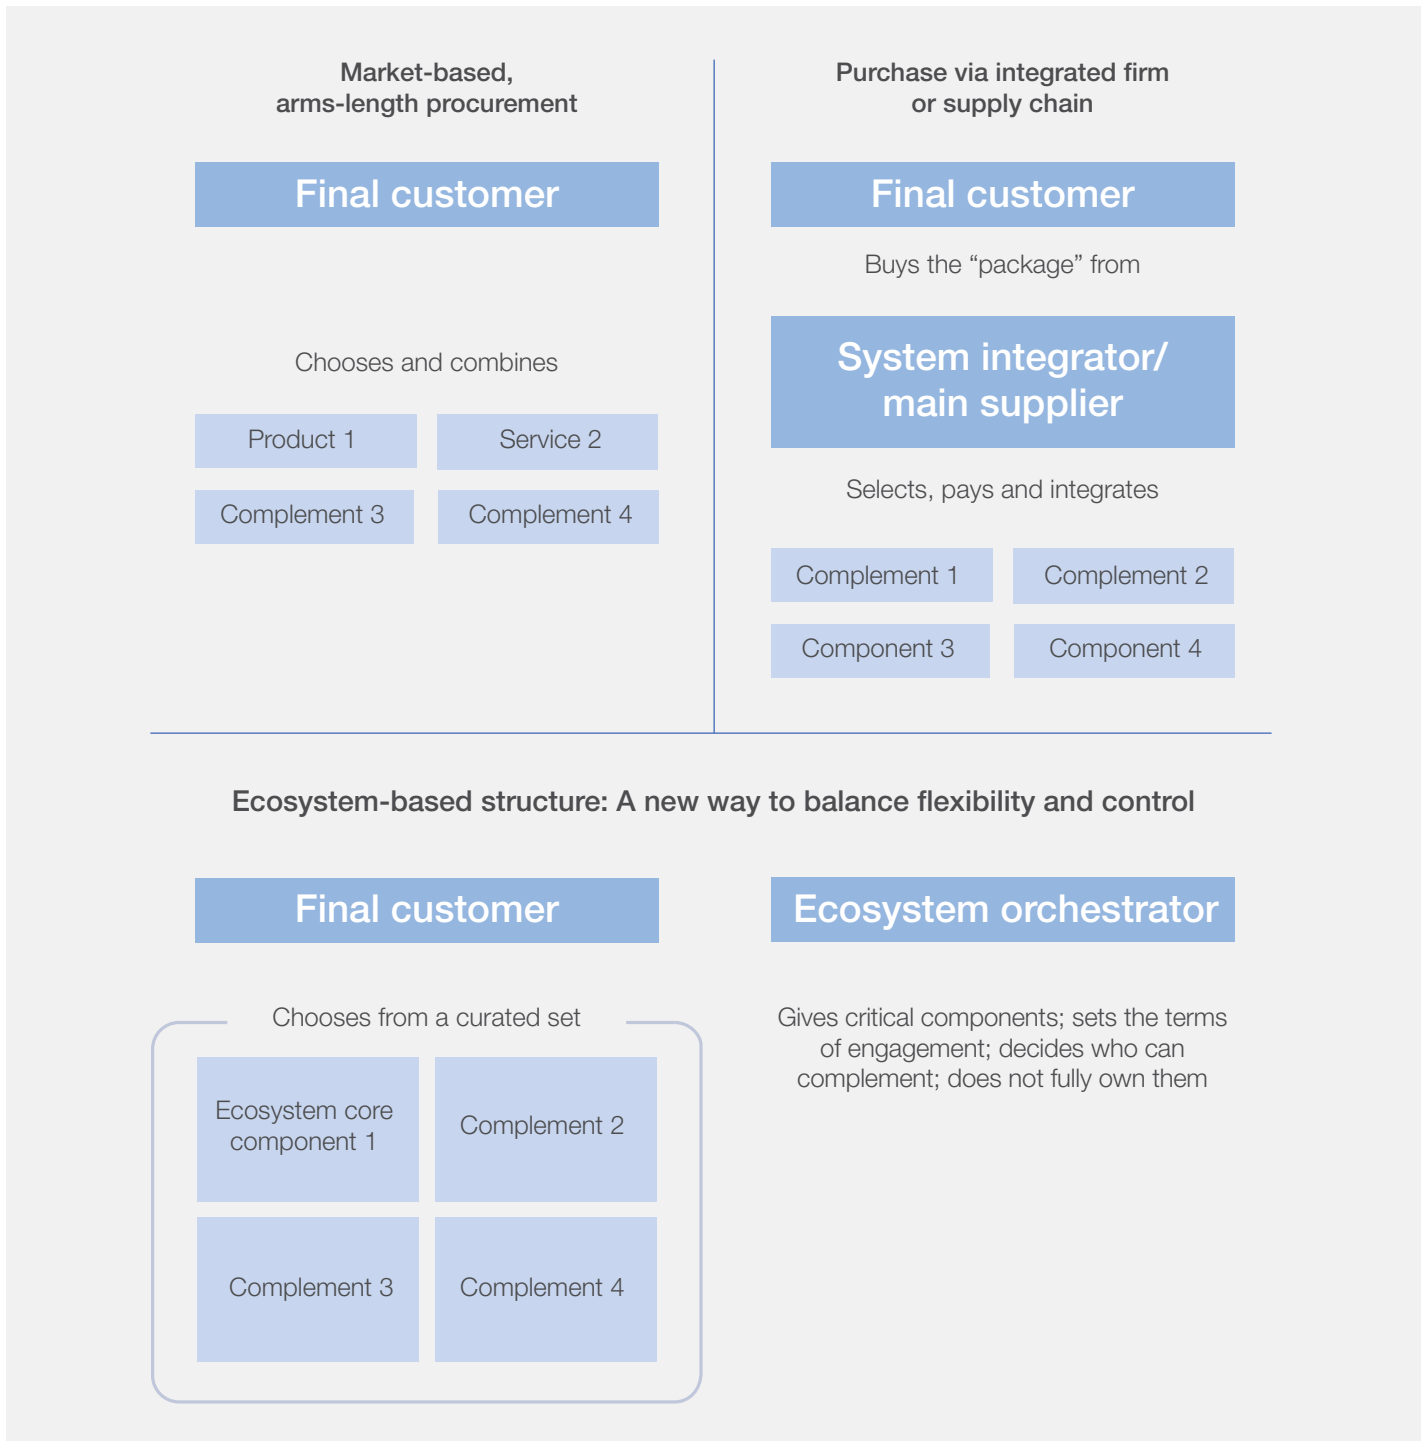 Market-based,
arms-length procurement
Final customer
Chooses and combines
Product 1
Service 2
Complement 3
Complement 4
Purchase via integrated firm
or supply chain
Final customer
Buys the “package” from
System integrator/
main supplier
Selects, pays and integrates
Complement 1
Complement 2
Component 3
Component 4
Ecosystem-based structure: A new way to balance flexibility and control
Final customer
Chooses from a curated set
Ecosystem core
component 1
Complement 2
Complement 3
Complement 4
Ecosystem orchestrator
Gives critical components; sets the terms
of engagement; decides who can
complement; does not fully own them